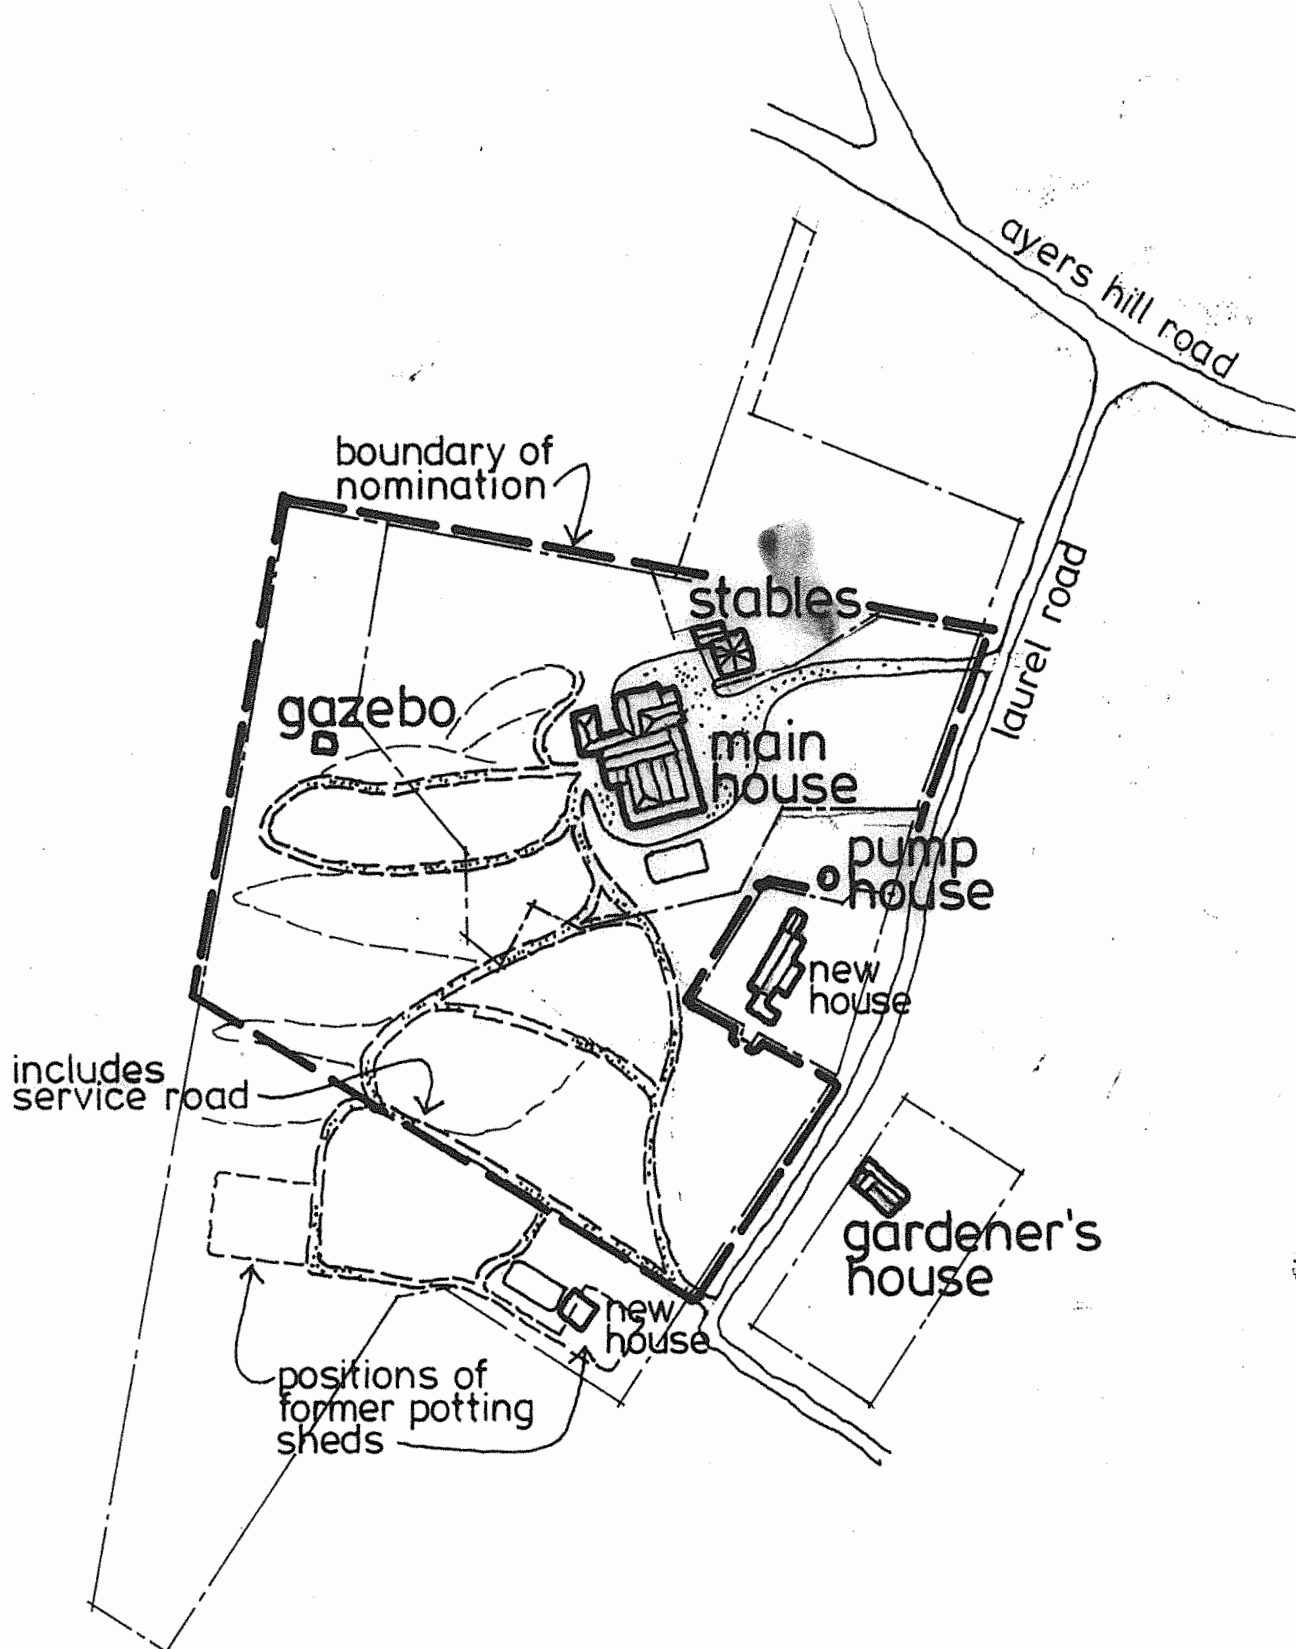 ayers hill road
boundary of
nomination
stables
laurel road
gazebo
main
house
pump
house
new
house
includes
service road
gardener's
house
new
house
positions of
former potting
sheds